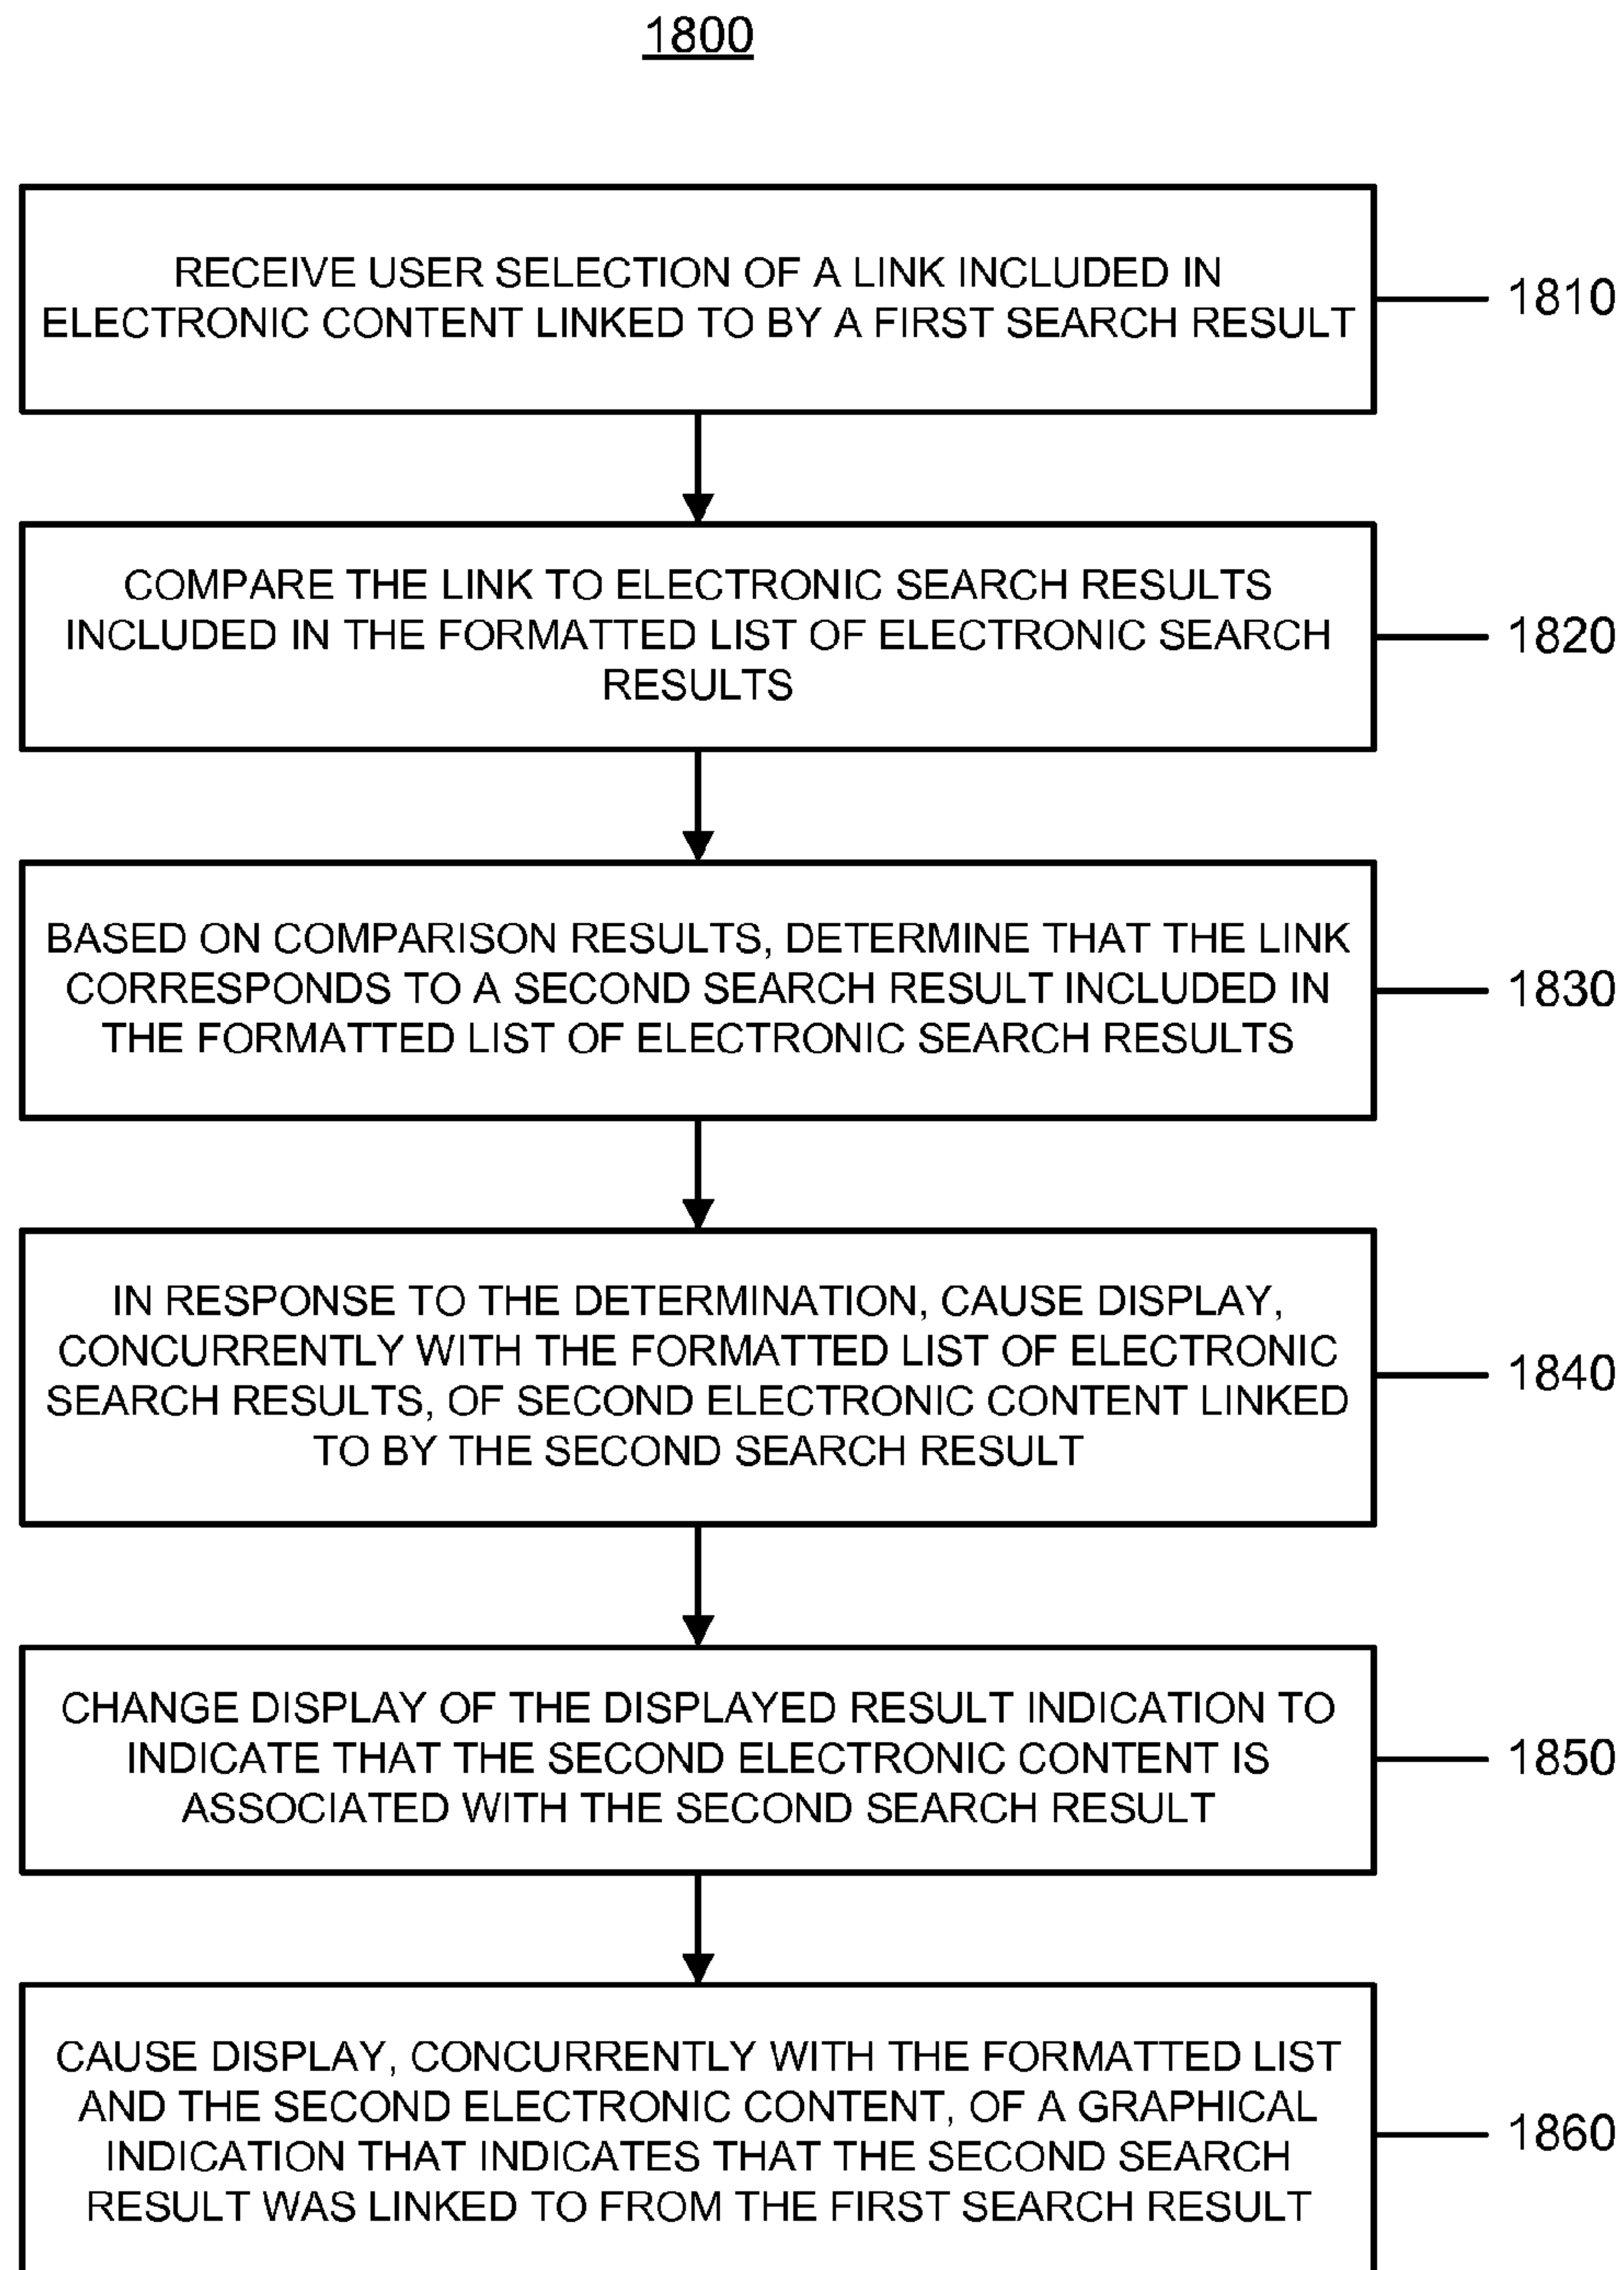 1800
RECEIVE USER SELECTION OF A LINK INCLUDED IN
ELECTRONIC CONTENT LINKED TO BY A FIRST SEARCH RESULT
1810
COMPARE THE LINK TO ELECTRONIC SEARCH RESULTS
INCLUDED IN THE FORMATTED LIST OF ELECTRONIC SEARCH
RESULTS
1820
BASED ON COMPARISON RESULTS, DETERMINE THAT THE LINK
CORRESPONDS TO A SECOND SEARCH RESULT INCLUDED IN
THE FORMATTED LIST OF ELECTRONIC SEARCH RESULTS
1830
IN RESPONSE TO THE DETERMINATION, CAUSE DISPLAY,
CONCURRENTLY WITH THE FORMATTED LIST OF ELECTRONIC
SEARCH RESULTS, OF SECOND ELECTRONIC CONTENT LINKED
TO BY THE SECOND SEARCH RESULT
1840
CHANGE DISPLAY OF THE DISPLAYED RESULT INDICATION TO
INDICATE THAT THE SECOND ELECTRONIC CONTENT IS
ASSOCIATED WITH THE SECOND SEARCH RESULT
1850
CAUSE DISPLAY, CONCURRENTLY WITH THE FORMATTED LIST
AND THE SECOND ELECTRONIC CONTENT, OF A GRAPHICAL
INDICATION THAT INDICATES THAT THE SECOND SEARCH
RESULT WAS LINKED TO FROM THE FIRST SEARCH RESULT
1860